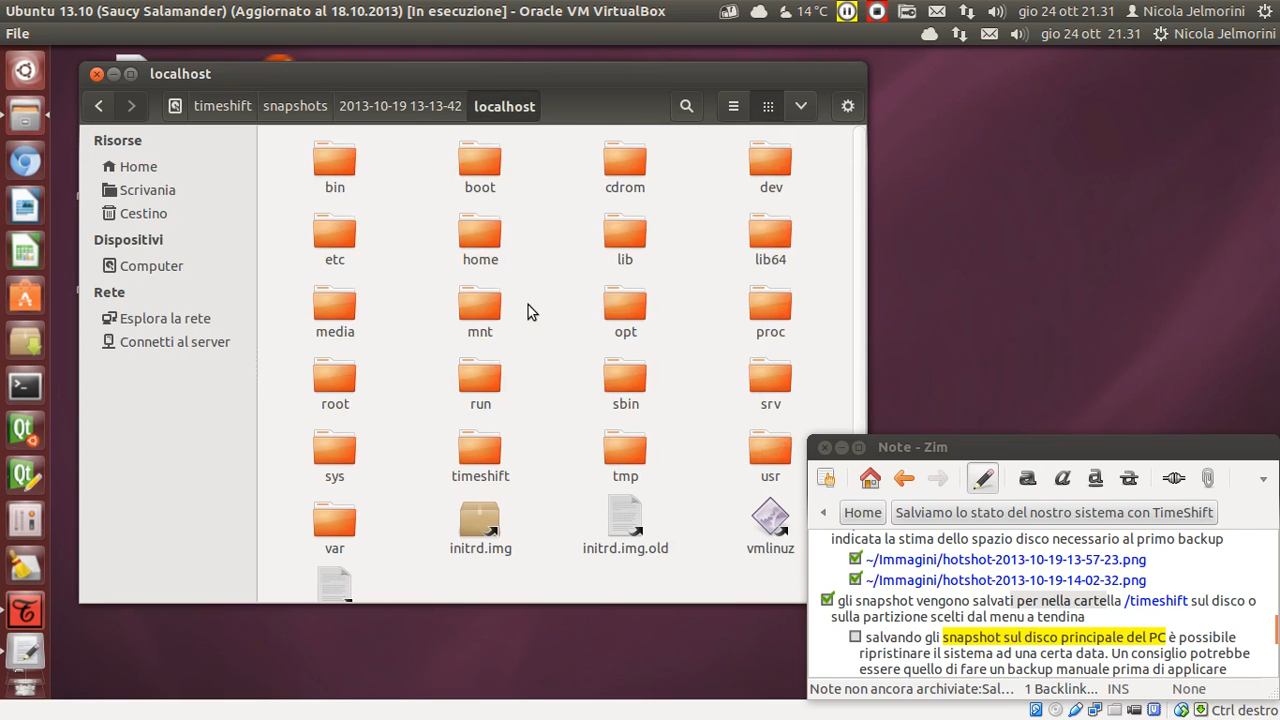 Ubuntu 13.10 (Saucy Salamander) (Aggiornato al 18.10.2013) [In esecuzione] - Oracle VM VirtualBox
14 °C
gio 24 ott 21.31
Nicola Jelmorini
File
gio 24 ott 21.31
Nicola Jelmorini
localhost
timeshift
snapshots
2013-10-19 13-13-42
localhost
Risorse
Home
Scrivania
Cestino
Dispositivi
Computer
Rete
Esplora la rete
Connetti al server
bin
boot
cdrom
dev
etc
home
lib
lib64
media
mnt
opt
proc
root
run
sbin
srv
sys
timeshift
tmp
usr
var
initrd.img
initrd.img.old
vmlinuz
Note - Zim
a a a a
Home
Salviamo lo stato del nostro sistema con TimeShift
indicata la stima dello spazio disco necessario al primo backup
~/Immagini/hotshot-2013-10-19-13-57-23.png
~/Immagini/hotshot-2013-10-19-14-02-32.png
gli snapshot vengono salvati per nella cartella /timeshift sul disco o
sulla partizione scelti dal menu a tendina
salvando gli snapshot sul disco principale del PC è possibile
ripristinare il sistema ad una certa data. Un consiglio potrebbe
essere quello di fare un backup manuale prima di applicare
Note non ancora archiviate:Sal...
1 Backlink...
INS
None
Ctrl destro